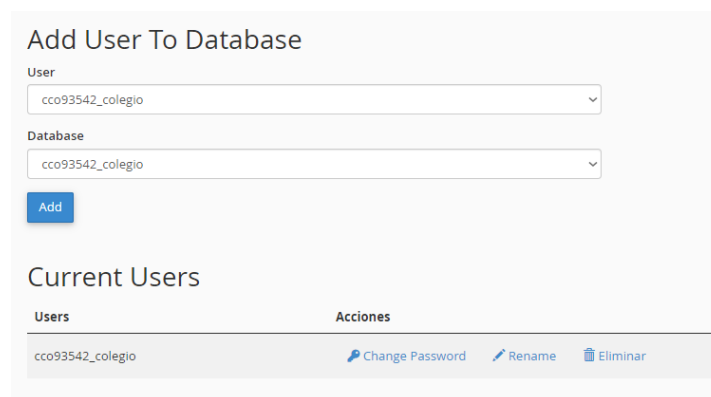 Add User To Database
User
cco93542_colegio
Database
cco93542_colegio
Add
Current Users
Users Acciones
cco93542_colegio Change Password Rename Eliminar